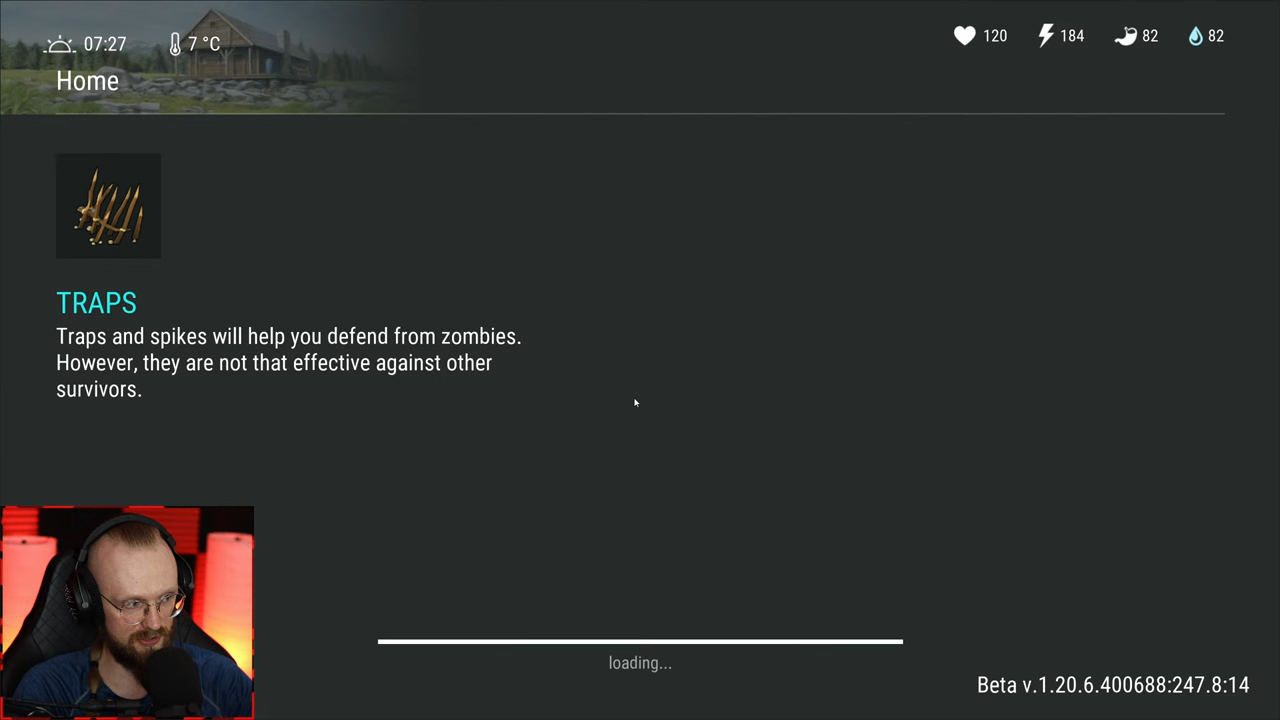 07:27
7 °C
120
184
82
82
Home
TRAPS
Traps and spikes will help you defend from zombies.
However, they are not that effective against other
survivors.
loading...
Beta v.1.20.6.400688:247.8:14